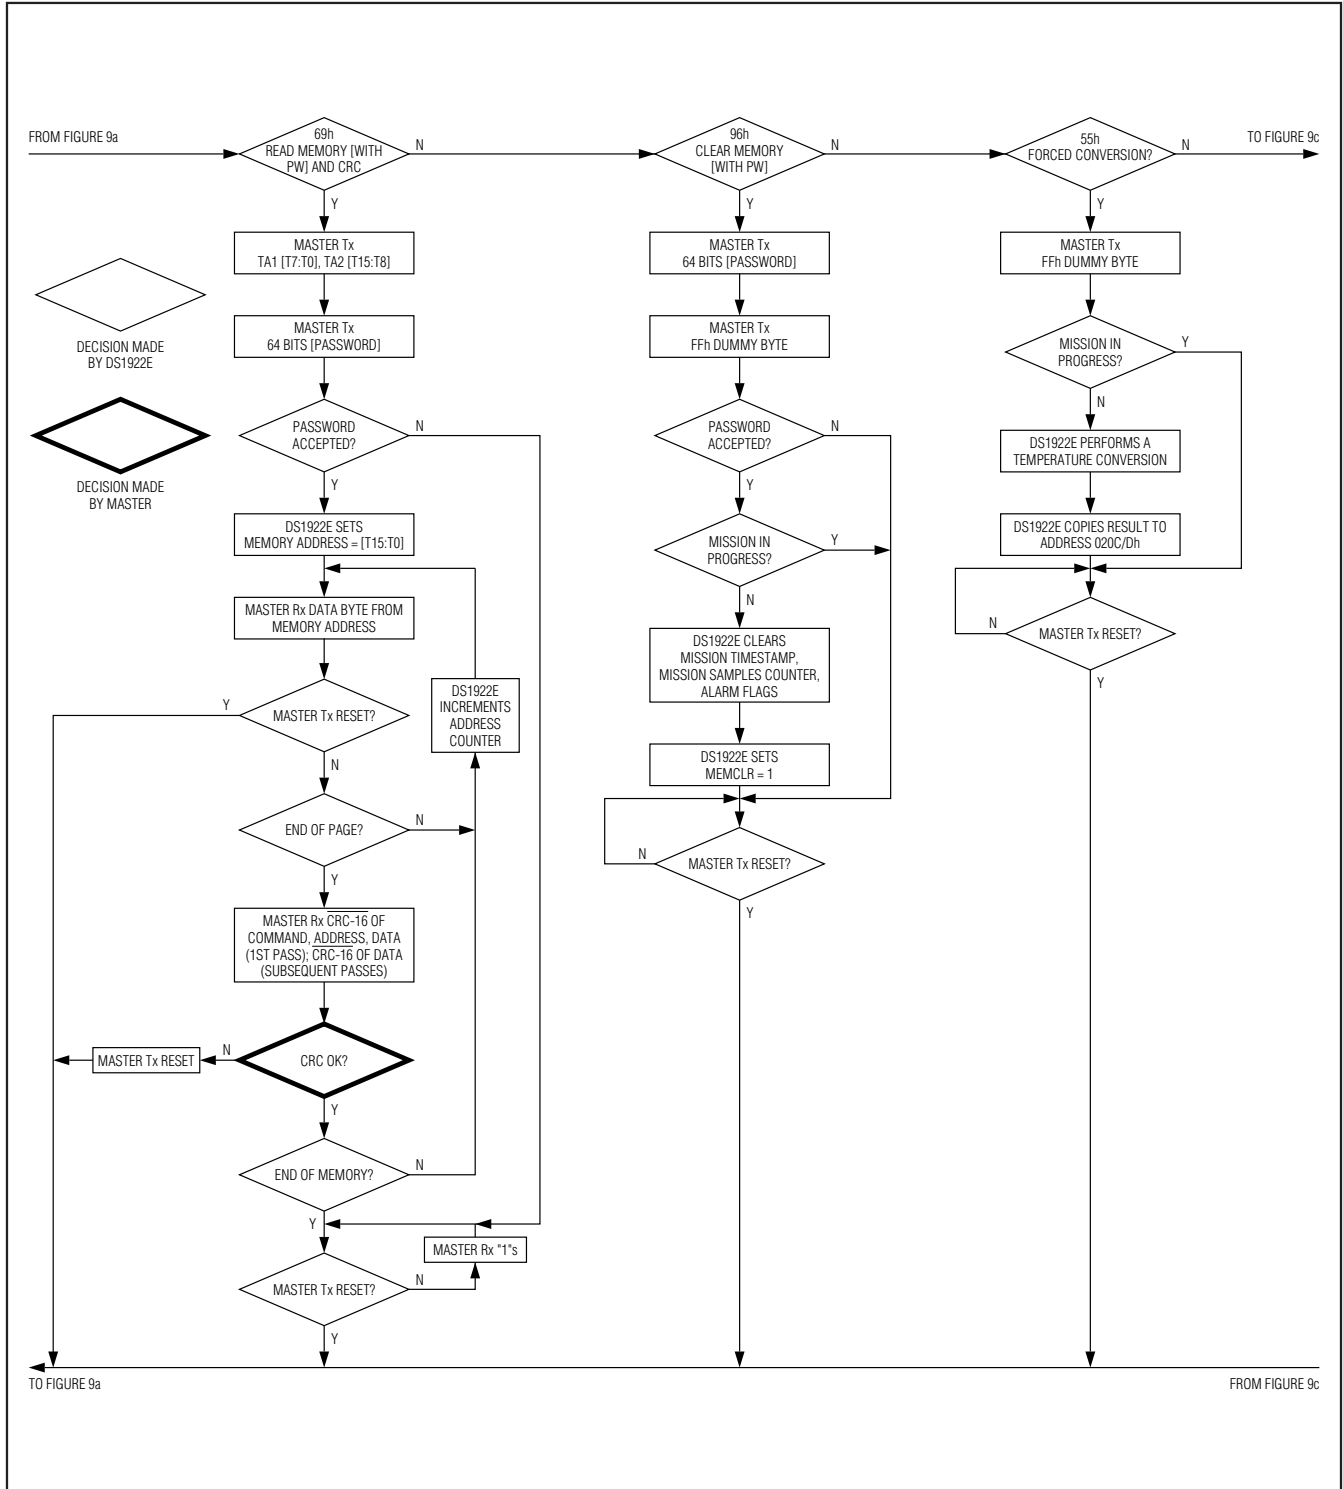 FROM FIGURE 9a
69h
READ MEMORY [WITH
PW] AND CRC
N
Y
MASTER Tx
TA1 [T7:T0], TA2 [T15:T8]
MASTER Tx
64 BITS [PASSWORD]
DECISION MADE
BY DS1922E
DECISION MADE
BY MASTER
PASSWORD
ACCEPTED?
N
Y
DS1922E SETS
MEMORY ADDRESS = [T15:T0]
MASTER Rx DATA BYTE FROM
MEMORY ADDRESS
DS1922E
INCREMENTS
ADDRESS
COUNTER
Y
MASTER Tx RESET?
N
END OF PAGE?
N
Y
MASTER Rx CRC-16 OF
COMMAND, ADDRESS, DATA
(1ST PASS); CRC-16 OF DATA
(SUBSEQUENT PASSES)
MASTER Tx RESET
N
CRC OK?
Y
END OF MEMORY?
N
Y
MASTER Rx "1"s
MASTER Tx RESET?
N
Y
96h
CLEAR MEMORY
[WITH PW]
N
Y
MASTER Tx
64 BITS [PASSWORD]
MASTER Tx
FFh DUMMY BYTE
PASSWORD
ACCEPTED?
N
Y
MISSION IN
PROGRESS?
Y
N
DS1922E CLEARS
MISSION TIMESTAMP,
MISSION SAMPLES COUNTER,
ALARM FLAGS
DS1922E SETS
MEMCLR = 1
N
MASTER Tx RESET?
Y
55h
FORCED CONVERSION?
N
TO FIGURE 9c
Y
MASTER Tx
FFh DUMMY BYTE
MISSION IN
PROGRESS?
Y
N
DS1922E PERFORMS A
TEMPERATURE CONVERSION
DS1922E COPIES RESULT TO
ADDRESS 020C/Dh
N
MASTER Tx RESET?
Y
TO FIGURE 9a
FROM FIGURE 9c